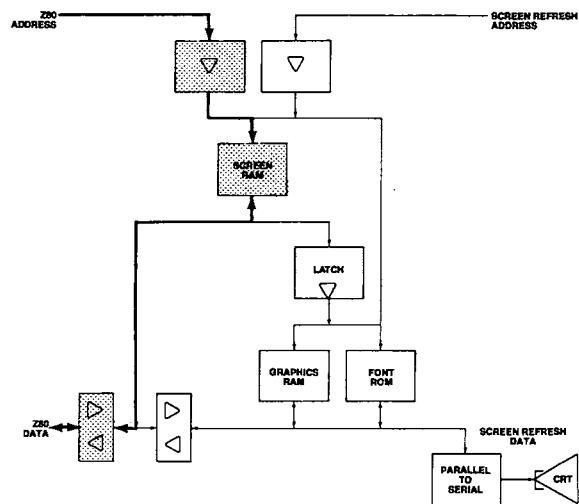 Z80
ADDRESS
SCREEN REFRESH
ADDRESS
SCREEN
RAM
LATCH
GRAPHICS
RAM
FONT
ROM
Z80
DATA
SCREEN REFRESH
DATA
PARALLEL
TO
SERIAL
CRT